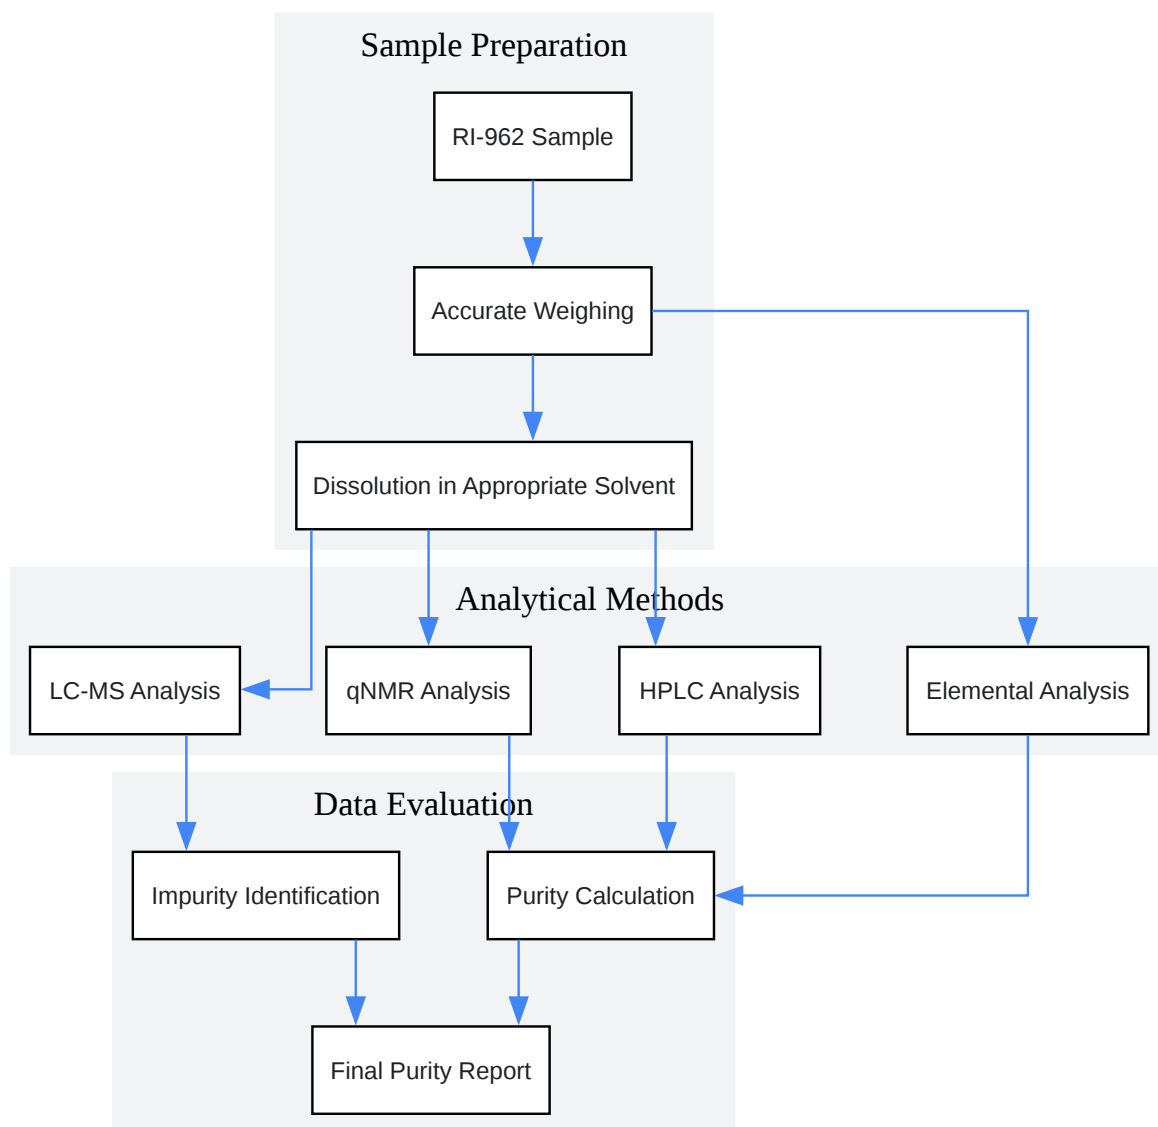 Sample Preparation
RI-962 Sample
Accurate Weighing
Dissolution in Appropriate Solvent
Analytical Methods
LC-MS Analysis
qNMR Analysis
HPLC Analysis
Elemental Analysis
Data Evaluation
Impurity Identification
Purity Calculation
Final Purity Report